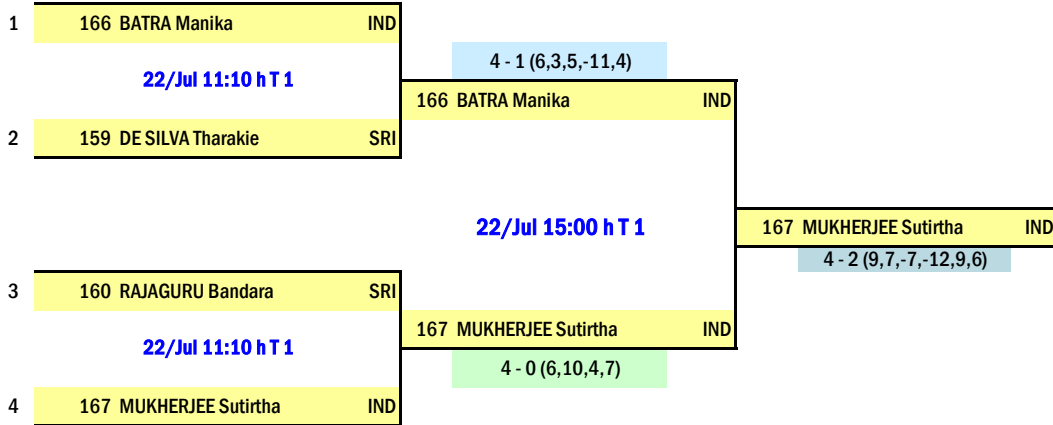 1 166 BATRA Manika IND
22/Jul 11:10 h T 1
2 159 DE SILVA Tharakie SRI
4 - 1 (6,3,5,-11,4)
166 BATRA Manika IND
22/Jul 15:00 h T 1
167 MUKHERJEE Sutirtha IND
4 - 2 (9,7,-7,-12,9,6)
3 160 RAJAGURU Bandara SRI
22/Jul 11:10 h T 1
4 167 MUKHERJEE Sutirtha IND
167 MUKHERJEE Sutirtha IND
4 - 0 (6,10,4,7)